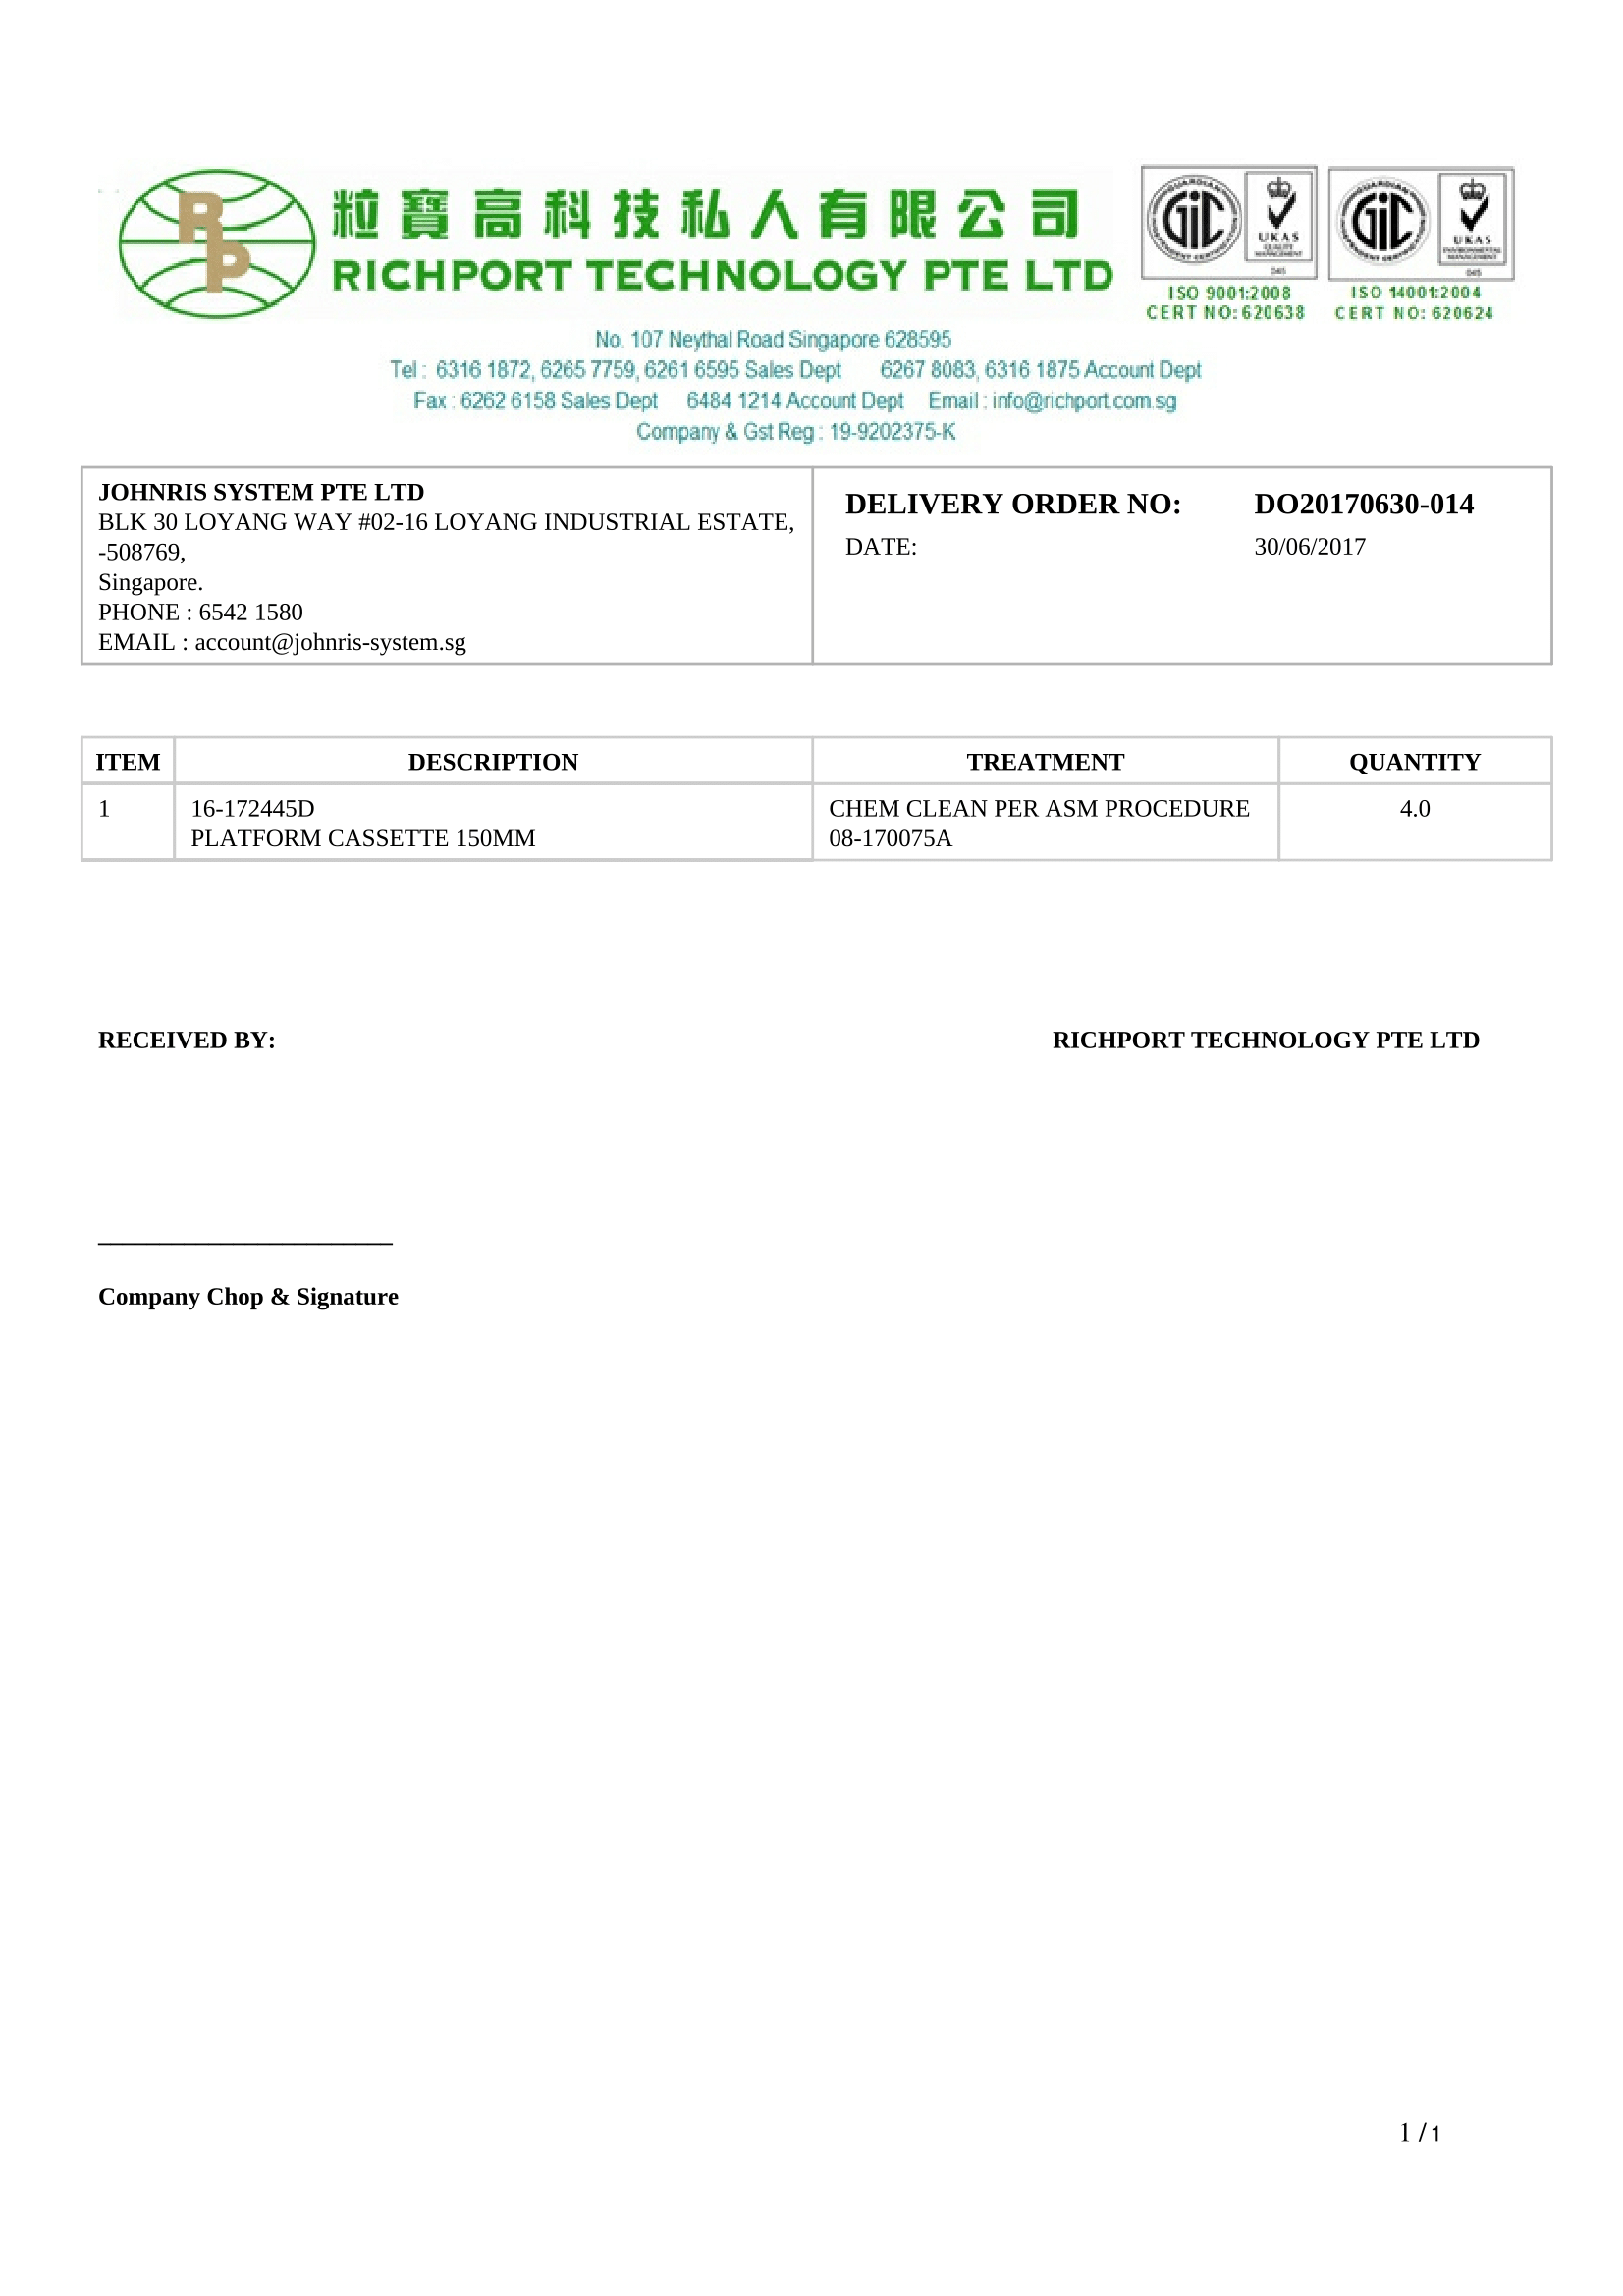 RP
粒寶高科技私人有限公司
RICHPORT TECHNOLOGY PTE LTD
GIC
UKAS
QUALITY
MANAGEMENT
045
ISO 9001:2008
CERT NO: 620638
GIC
UKAS
ENVIRONMENTAL
MANAGEMENT
045
ISO 14001:2004
CERT NO: 620624
No. 107 Neythal Road Singapore 628595
Tel : 6316 1872, 6265 7759, 6261 6595 Sales Dept 6267 8083, 6316 1875 Account Dept
Fax : 6262 6158 Sales Dept 6484 1214 Account Dept Email : info@richport.com.sg
Company & Gst Reg : 19-9202375-K
JOHNRIS SYSTEM PTE LTD
BLK 30 LOYANG WAY #02-16 LOYANG INDUSTRIAL ESTATE,
-508769,
Singapore.
PHONE : 6542 1580
EMAIL : account@johnris-system.sg
DELIVERY ORDER NO: DO20170630-014
DATE: 30/06/2017
ITEM DESCRIPTION TREATMENT QUANTITY
1 16-172445D CHEM CLEAN PER ASM PROCEDURE 4.0
PLATFORM CASSETTE 150MM 08-170075A
RECEIVED BY: RICHPORT TECHNOLOGY PTE LTD
Company Chop & Signature
1 / 1